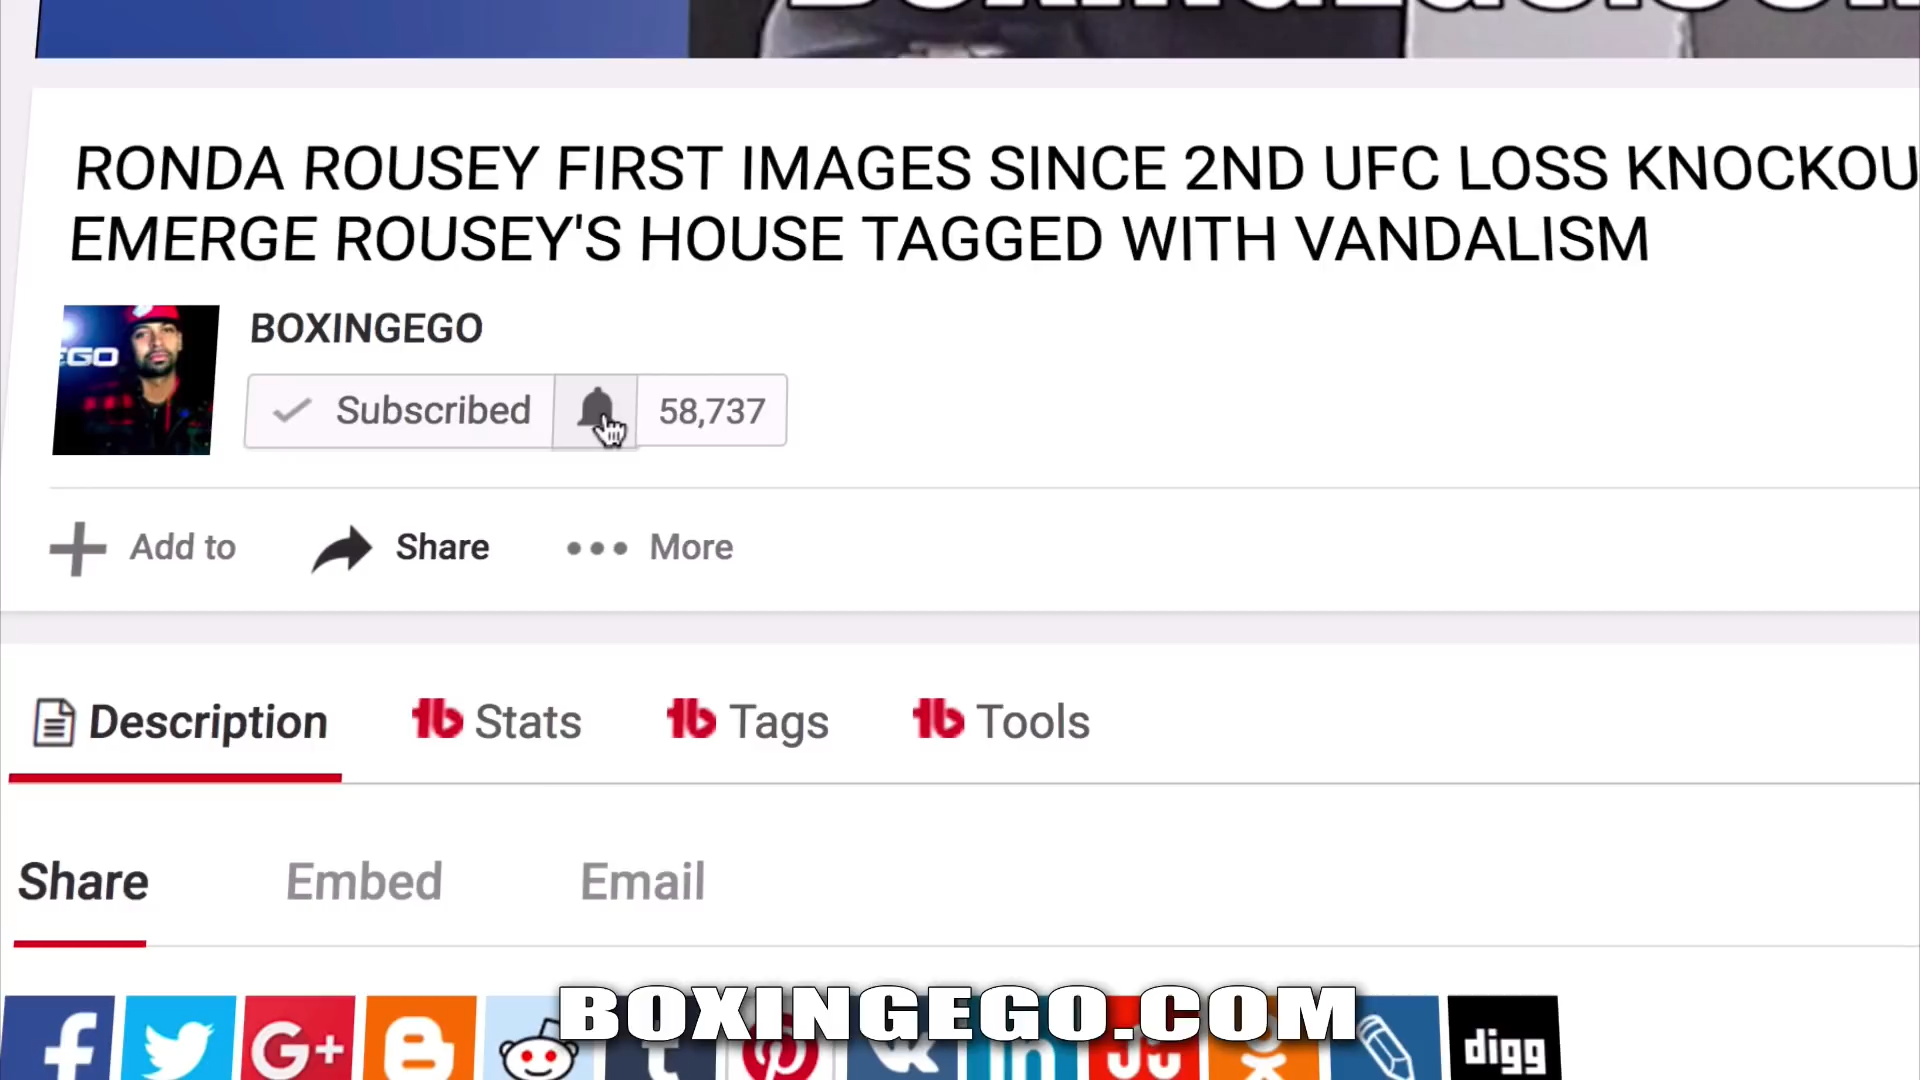 RONDA ROUSEY FIRST IMAGES SINCE 2ND UFC LOSS KNOCKOU
EMERGE ROUSEY'S HOUSE TAGGED WITH VANDALISM
EGO
BOXINGEGO
Subscribed 58,737
Add to Share More
Description Stats Tags Tools
Share Embed Email
BOXINGEGO.COM
G+
digg